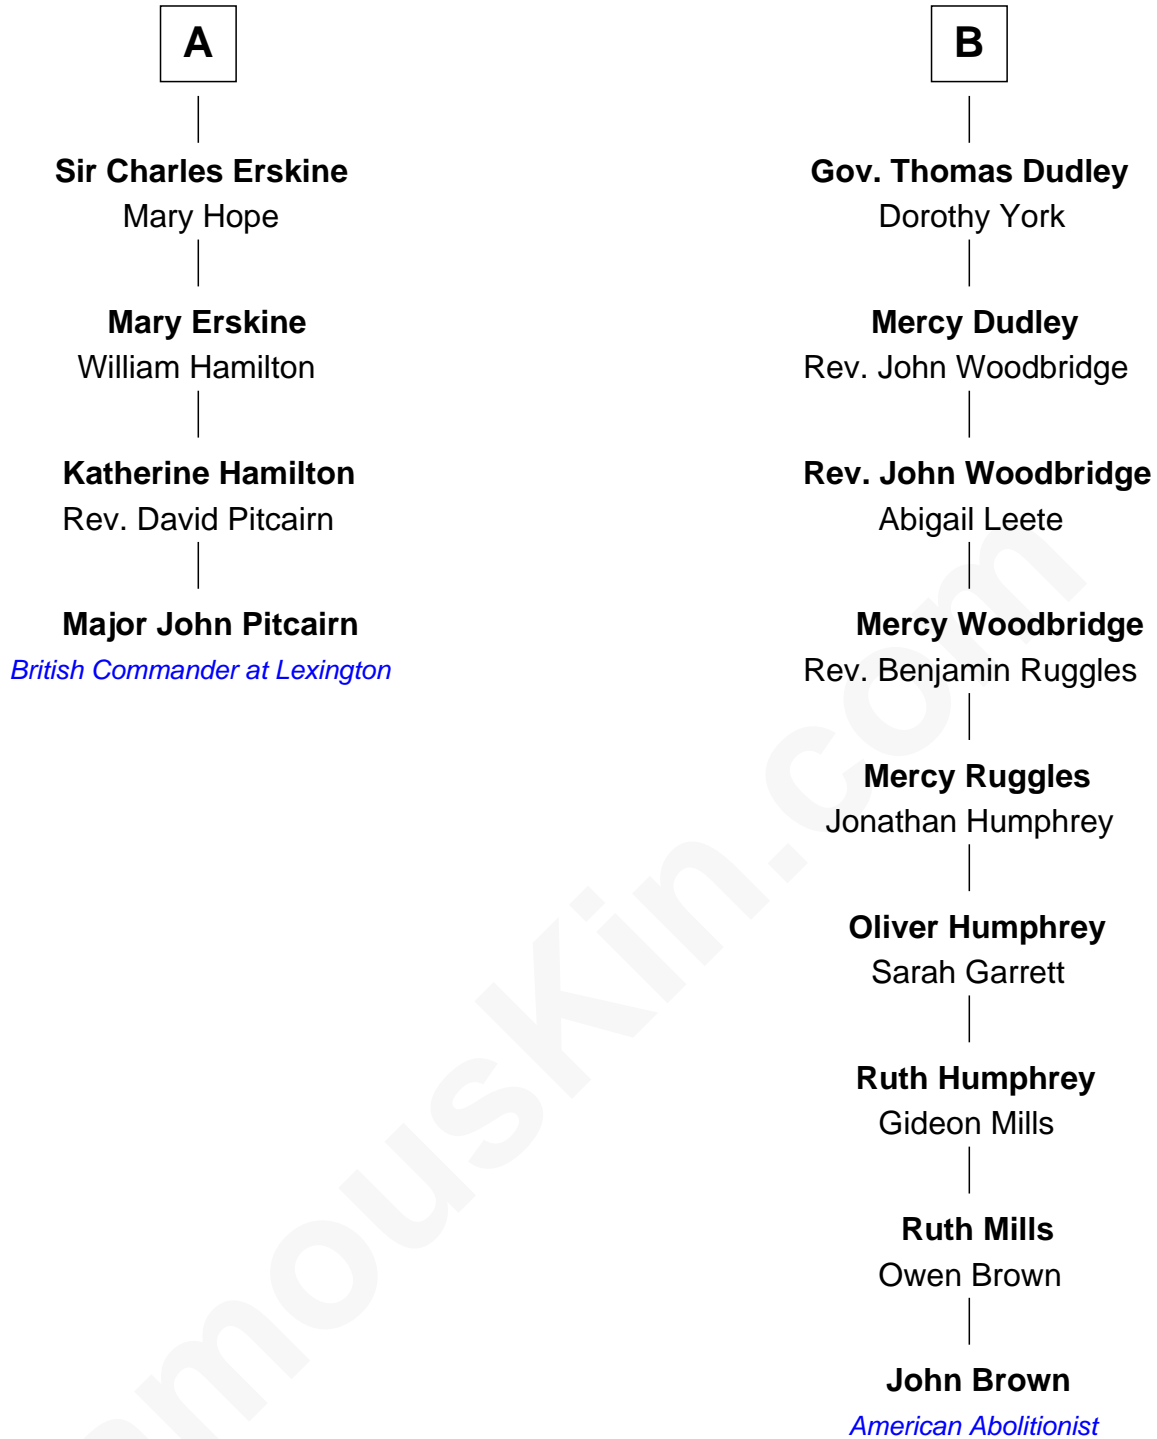 A
Sir Charles Erskine
Mary Hope
Mary Erskine
William Hamilton
Katherine Hamilton
Rev. David Pitcairn
Major John Pitcairn
British Commander at Lexington
B
Gov. Thomas Dudley
Dorothy York
Mercy Dudley
Rev. John Woodbridge
Rev. John Woodbridge
Abigail Leete
Mercy Woodbridge
Rev. Benjamin Ruggles
Mercy Ruggles
Jonathan Humphrey
Oliver Humphrey
Sarah Garrett
Ruth Humphrey
Gideon Mills
Ruth Mills
Owen Brown
John Brown
American Abolitionist
amousKin.com